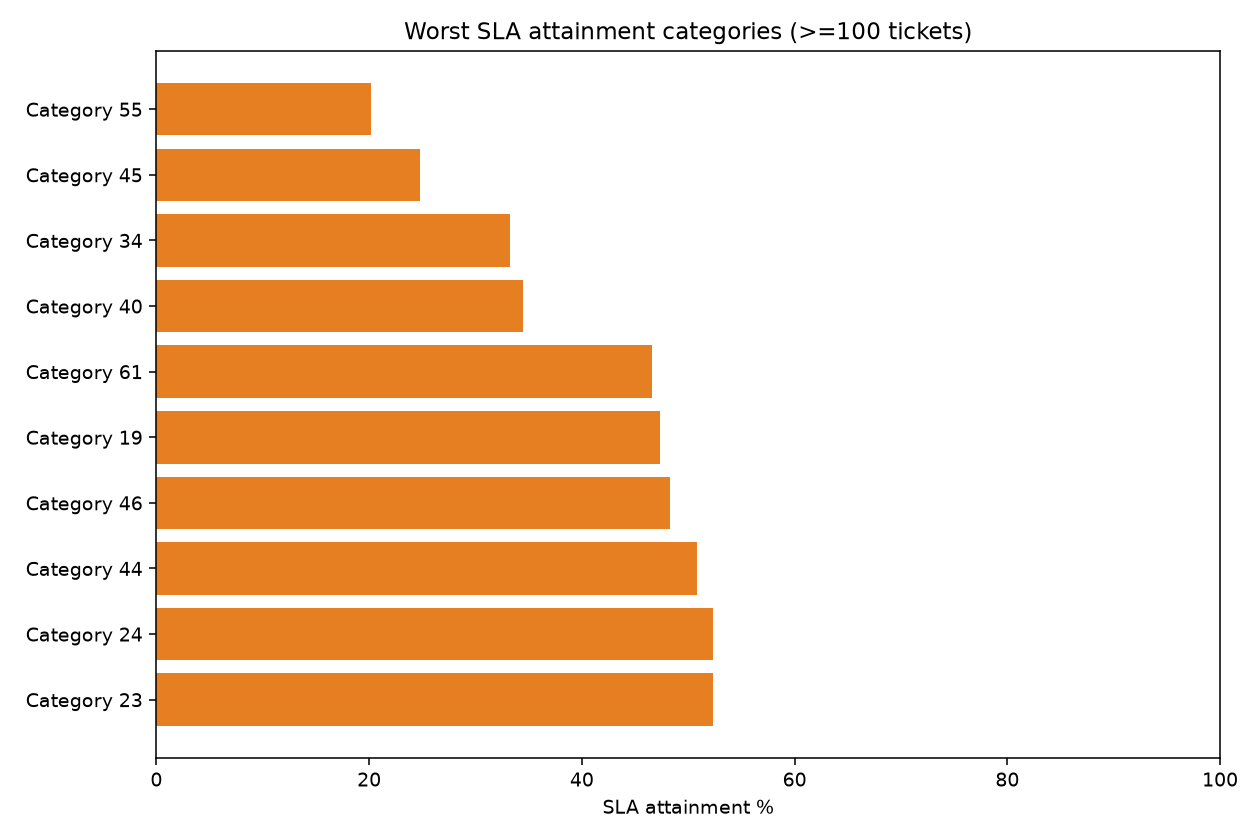 Worst SLA attainment categories (>=100 tickets)
Category 55
Category 45
Category 34
Category 40
Category 61
Category 19
Category 46
Category 44
Category 24
Category 23
0 20 40 60 80 100
SLA attainment %